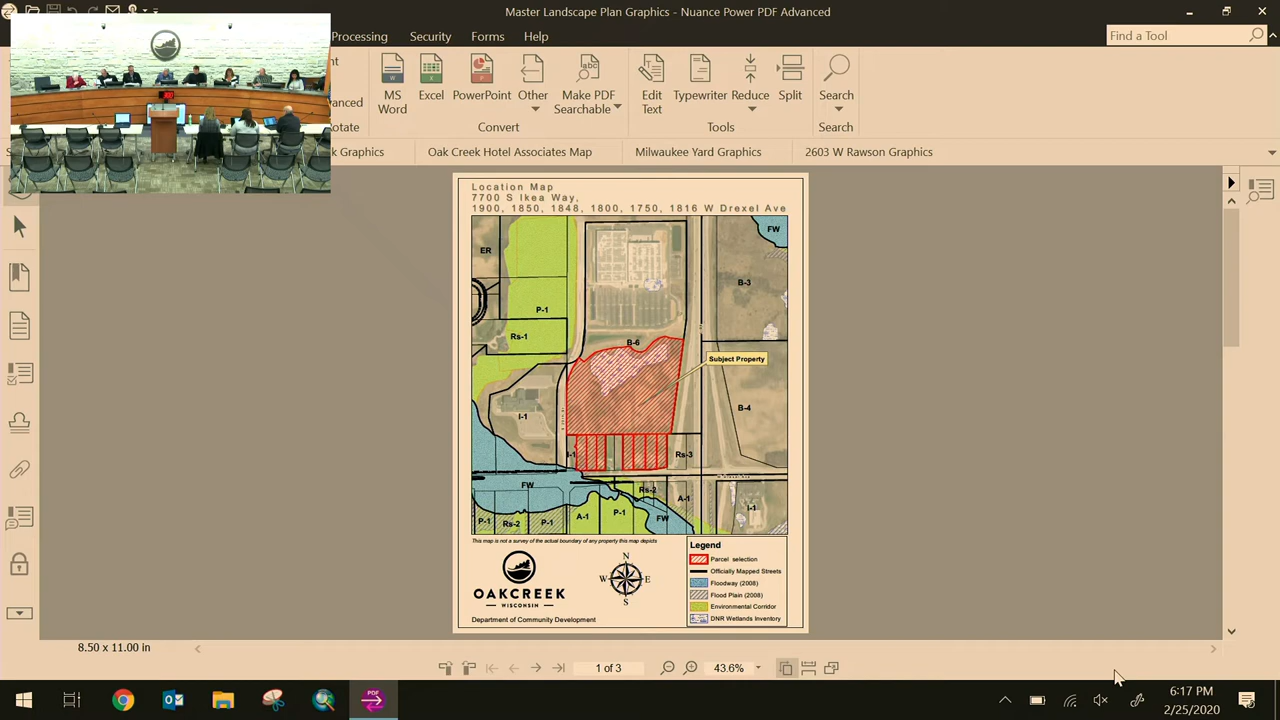 Master Landscape Plan Graphics - Nuance Power PDF Advanced
Processing Security Forms Help
Find a Tool
MS Word
Excel
PowerPoint
Other
Make PDF Searchable
Edit Text
Typewriter
Reduce
Split
Search
Convert
Tools
Search
k Graphics
Oak Creek Hotel Associates Map
Milwaukee Yard Graphics
2603 W Rawson Graphics
Location Map
7700 S Ikea Way,
1900, 1850, 1848, 1800, 1750, 1816 W Drexel Ave
FW
ER
B-3
P-1
Rs-1
B-6
Subject Property
B-4
I-1
I-1
Rs-3
FW
Rs-2
A-1
I-1
P-1
Rs-2
P-1
A-1
P-1
FW
This map is not a survey of the actual boundary of any property this map depicts
Legend
Parcel selection
Officially Mapped Streets
Floodway (2008)
Flood Plain (2008)
Environmental Corridor
DNR Wetlands Inventory
N
W E
S
OAKCREEK
WISCONSIN
Department of Community Development
8.50 x 11.00 in
1 of 3
43.6%
6:17 PM
2/25/2020